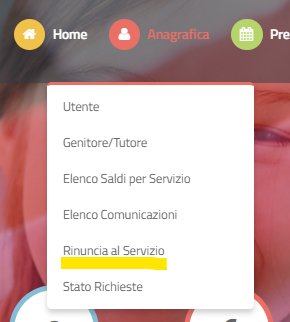 Home Anagrafica Pre
Utente
Genitore/Tutore
Elenco Saldi per Servizio
Elenco Comunicazioni
Rinuncia al Servizio
Stato Richieste